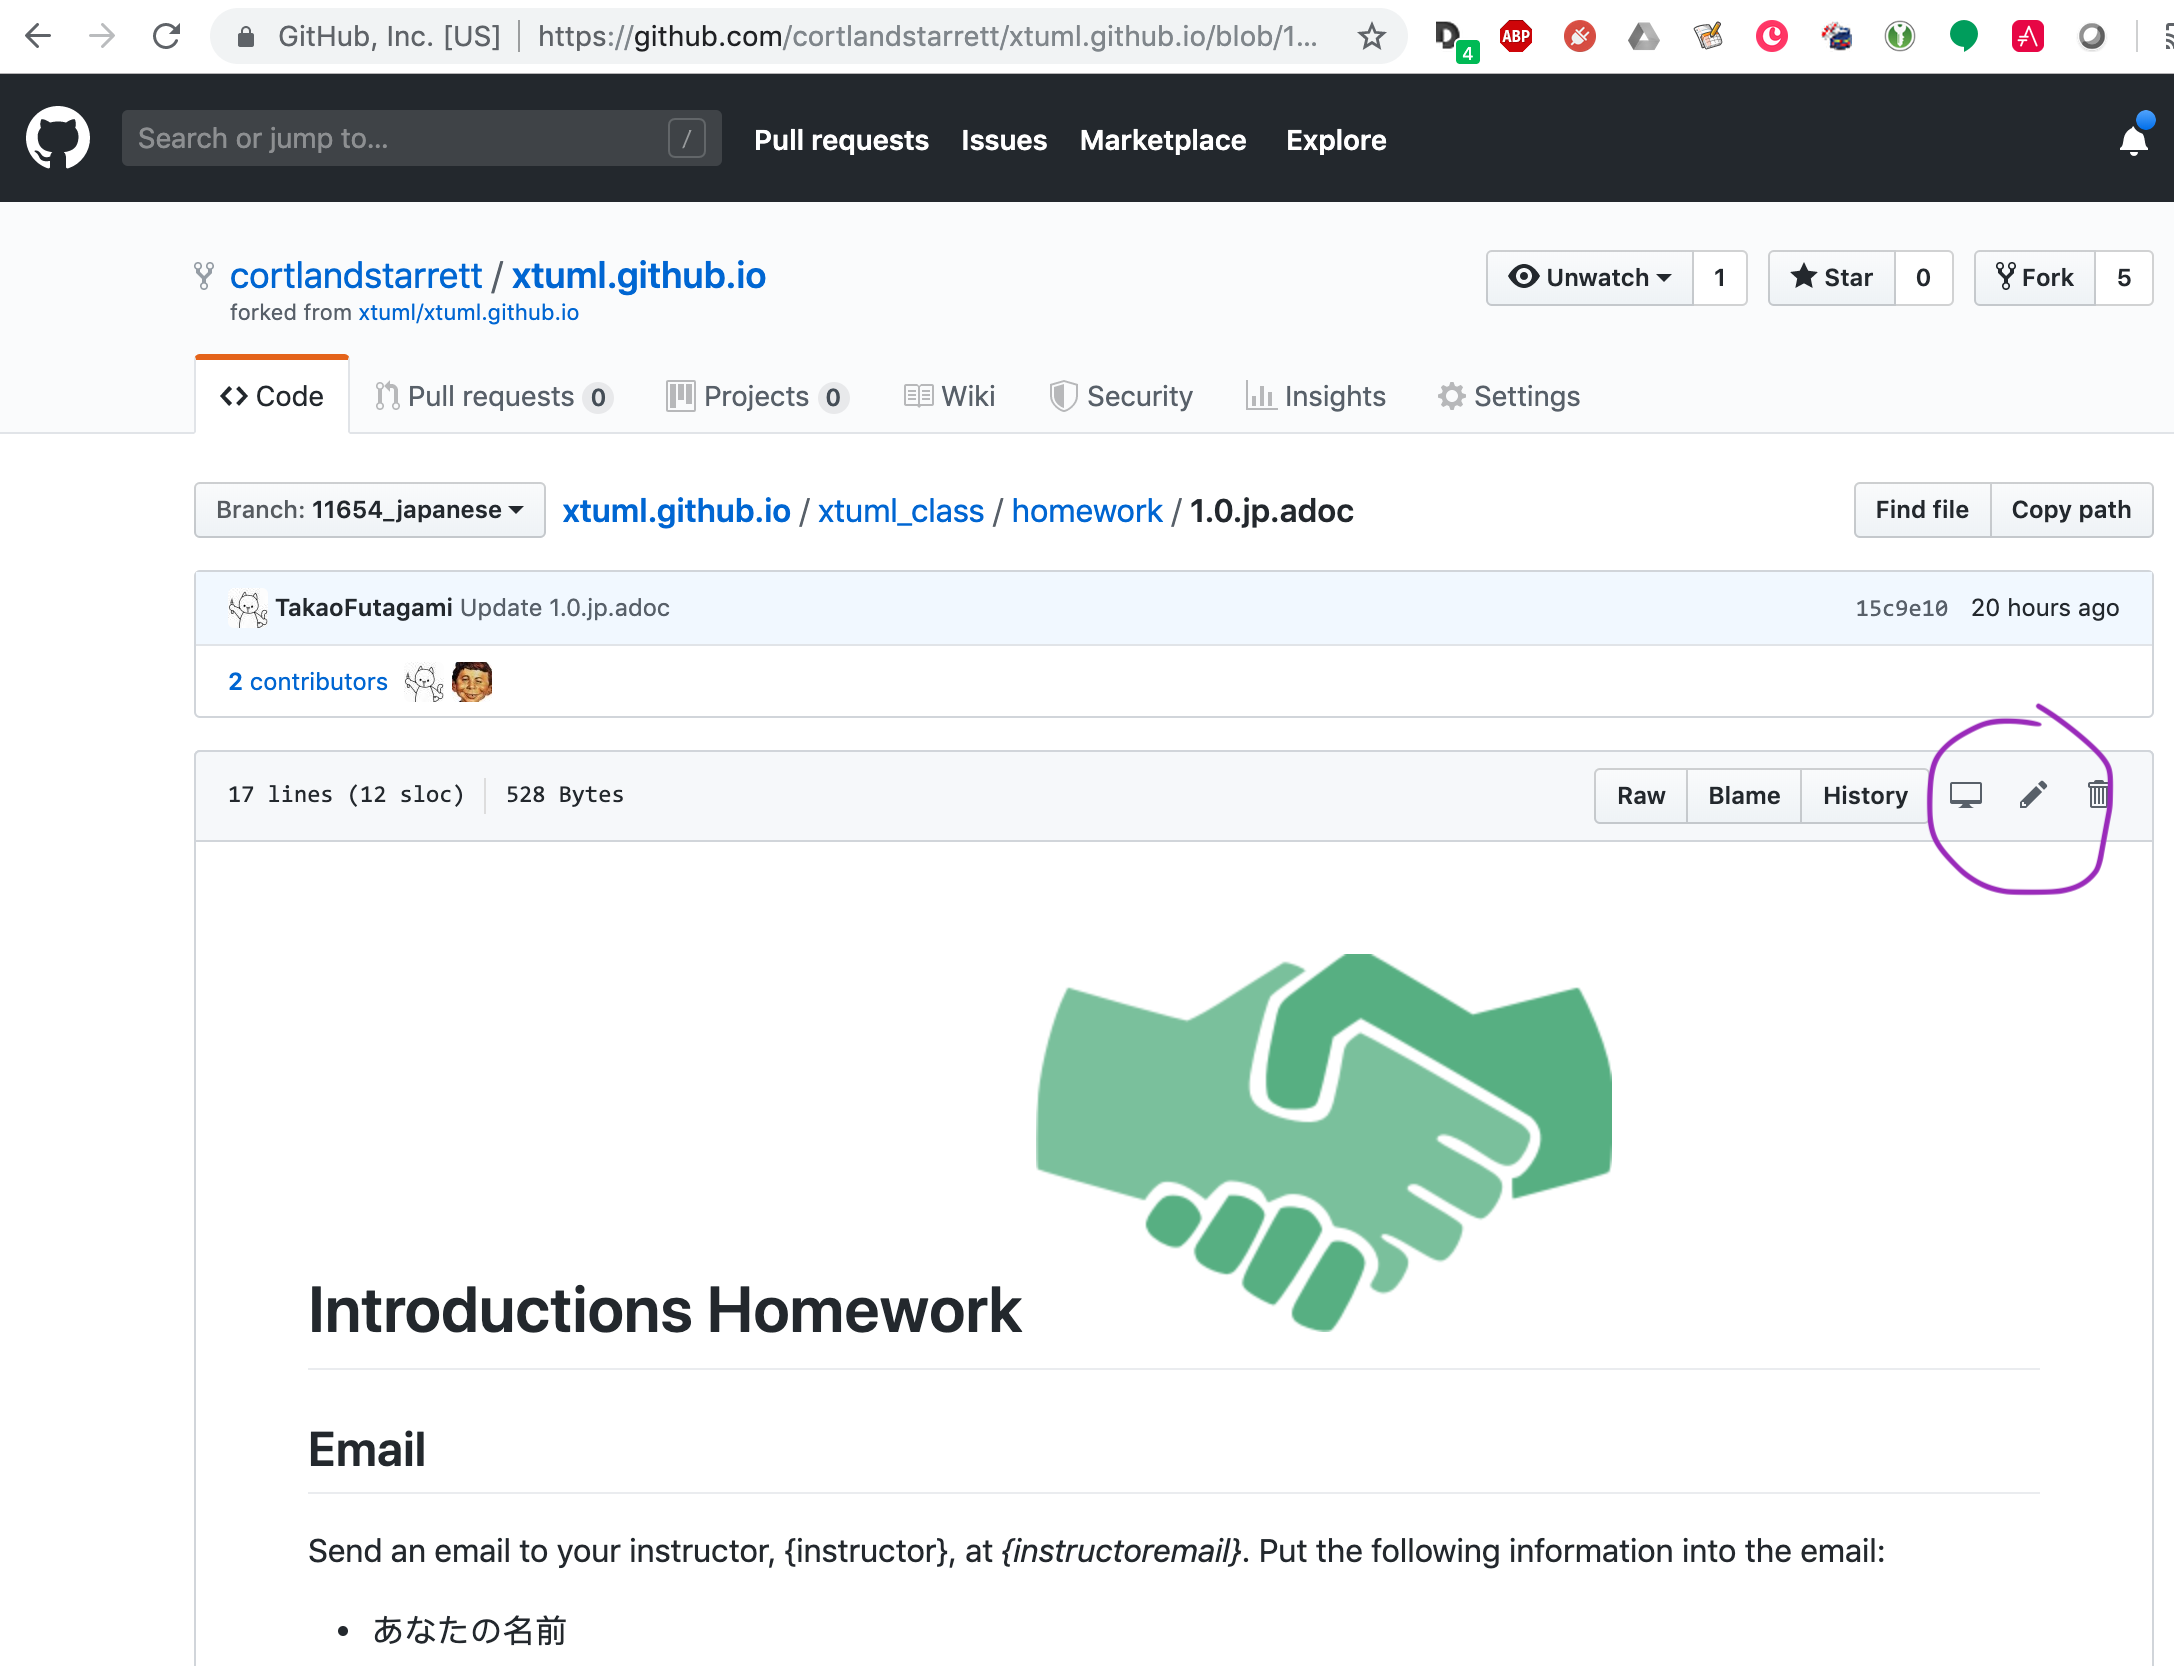 GitHub, Inc. [US] https://github.com/cortlandstarrett/xtuml.github.io/blob/1...
4 ABP
Search or jump to... / Pull requests Issues Marketplace Explore
cortlandstarrett / xtuml.github.io Unwatch 1 Star 0 Fork 5
forked from xtuml/xtuml.github.io
Code Pull requests 0 Projects 0 Wiki Security Insights Settings
Branch: 11654_japanese xtuml.github.io / xtuml_class / homework / 1.0.jp.adoc Find file Copy path
TakaoFutagami Update 1.0.jp.adoc 15c9e10 20 hours ago
2 contributors
17 lines (12 sloc) 528 Bytes Raw Blame History
Introductions Homework
Email
Send an email to your instructor, {instructor}, at {instructoremail}. Put the following information into the email:
• あなたの名前